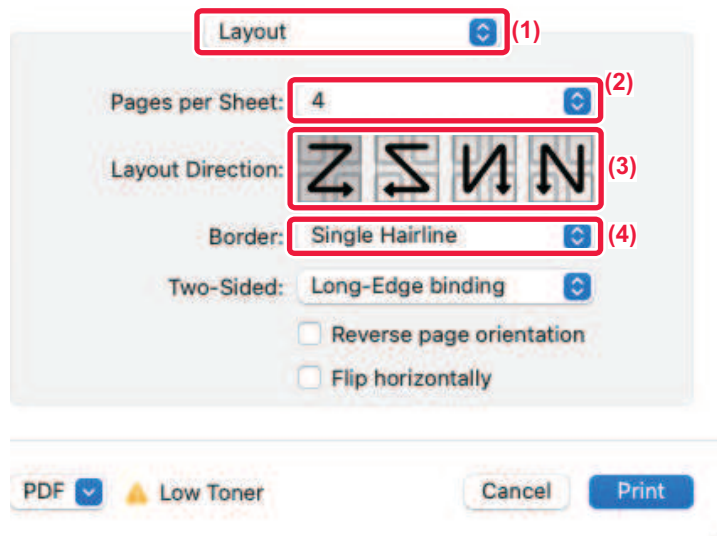 Layout (1)
Pages per Sheet: 4 (2)
Layout Direction: (3)
Border: Single Hairline (4)
Two-Sided: Long-Edge binding
Reverse page orientation
Flip horizontally
PDF Low Toner Cancel Print